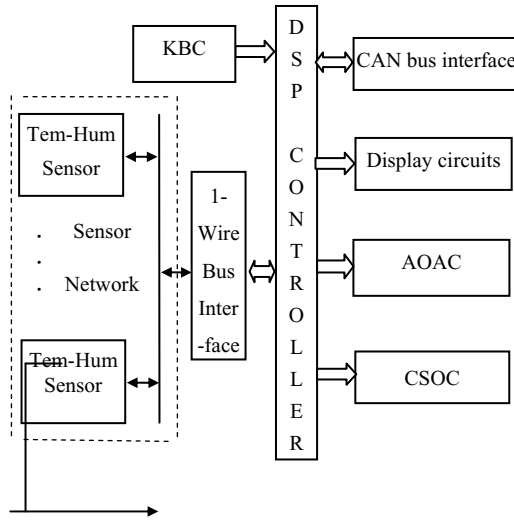 KBC
D
S
P
C
O
N
T
R
O
L
L
E
R
CAN bus interface
Display circuits
AOAC
CSOC
Tem-Hum
Sensor
. Sensor
.
. Network
Tem-Hum
Sensor
1-
Wire
Bus
Inter
-face